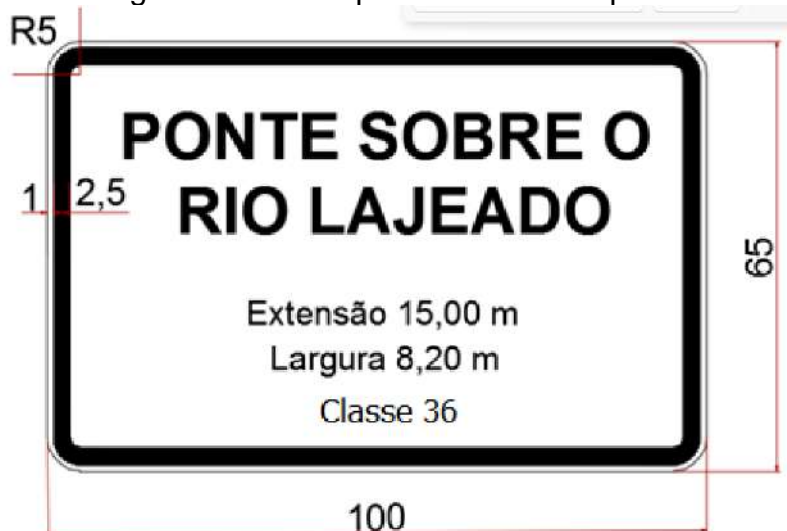 R5
PONTE SOBRE O
RIO LAJEADO
1 2,5
65
Extensão 15,00 m
Largura 8,20 m
Classe 36
100